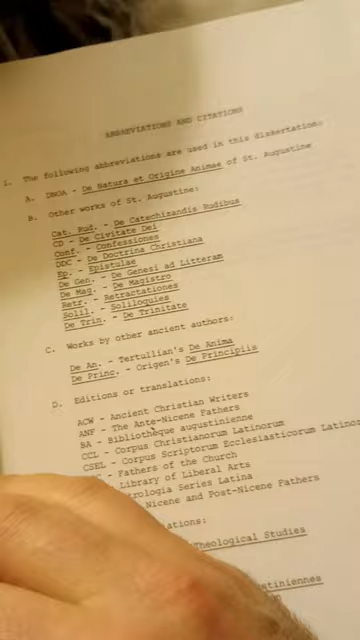 ABBREVIATIONS AND CITATIONS
1. The following abbreviations are used in this dissertation:
A. DNOA - De Natura et Origine Animae of St. Augustine
B. Other works of St. Augustine:
Cat. Rud. - De Catechizandis Rudibus
CD - De Civitate Dei
Conf. - Confessiones
DDC - De Doctrina Christiana
Ep. - Epistulae
De Gen. - De Genesi ad Litteram
De Mag. - De Magistro
Retr. - Retractationes
Solil. - Soliloquies
De Trin. - De Trinitate
C. Works by other ancient authors:
De An. - Tertullian's De Anima
De Princ. - Origen's De Principiis
D. Editions or translations:
ACW - Ancient Christian Writers
ANF - The Ante-Nicene Fathers
BA - Bibliothèque augustinienne
CCL - Corpus Christianorum Latinorum
CSEL - Corpus Scriptorum Ecclesiasticorum Latino
- Fathers of the Church
Library of Liberal Arts
Series Latina
Nicene and Post-Nicene Fathers
Theological Studies